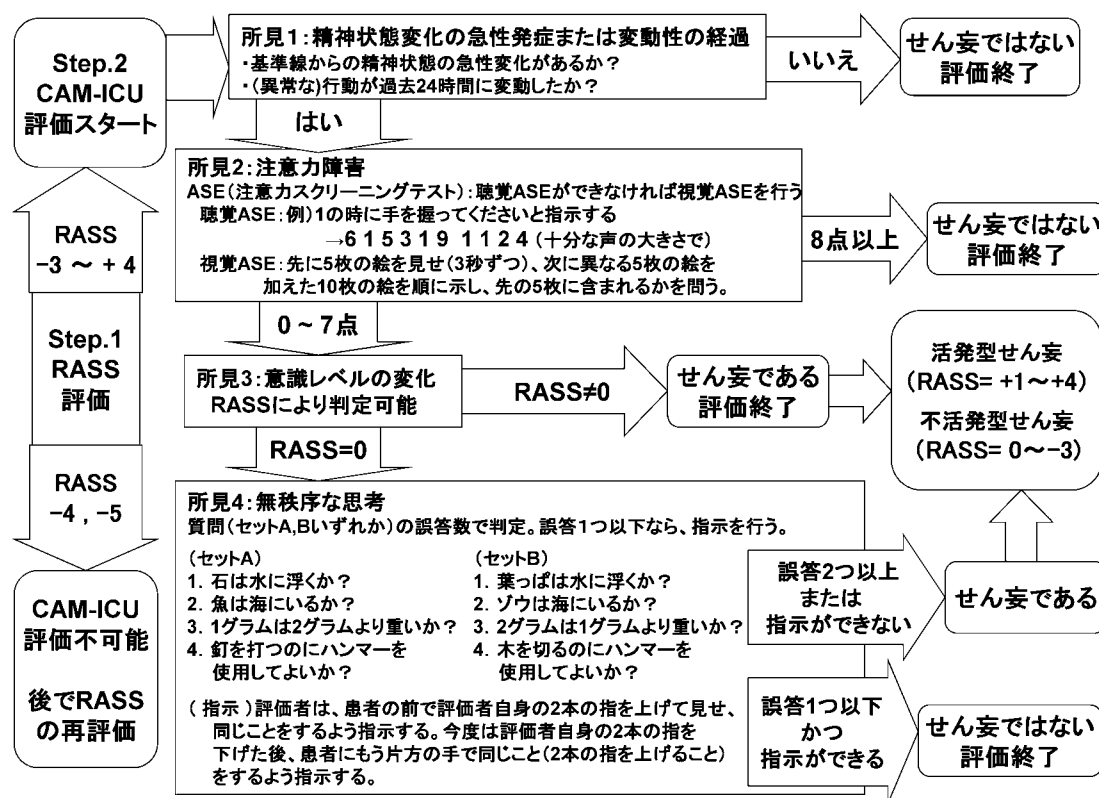 Step.2
CAM-ICU
評価スタート
所見1：精神状態変化の急性発症または変動性の経過
・基準線からの精神状態の急性変化があるか？
・(異常な)行動が過去24時間に変動したか？
いいえ
せん妄ではない
評価終了
はい
所見2：注意力障害
ASE（注意力スクリーニングテスト）：聴覚ASEができなければ視覚ASEを行う
聴覚ASE：例）1の時に手を握ってくださいと指示する
→6 1 5 3 1 9 1 1 2 4 （十分な声の大きさで）
視覚ASE：先に5枚の絵を見せ（3秒ずつ）、次に異なる5枚の絵を
加えた10枚の絵を順に示し、先の5枚に含まれるかを問う。
8点以上
せん妄ではない
評価終了
RASS
−3 ～ + 4
Step.1
RASS
評価
RASS
−4 , −5
CAM-ICU
評価不可能
後でRASS
の再評価
0 ~ 7点
所見3：意識レベルの変化
RASSにより判定可能
RASS≠0
せん妄である
評価終了
活発型せん妄
（RASS= +1～+4）
不活発型せん妄
（RASS= 0～−3）
RASS=0
所見4：無秩序な思考
質問（セットA,Bいずれか）の誤答数で判定。誤答1つ以下なら、指示を行う。
（セットA）
1. 石は水に浮くか？
2. 魚は海にいるか？
3. 1グラムは2グラムより重いか？
4. 釘を打つのにハンマーを
使用してよいか？
（セットB）
1. 葉っぱは水に浮くか？
2. ゾウは海にいるか？
3. 2グラムは1グラムより重いか？
4. 木を切るのにハンマーを
使用してよいか？
（ 指示 ）評価者は、患者の前で評価者自身の2本の指を上げて見せ、
同じことをするよう指示する。今度は評価者自身の2本の指を
下げた後、患者にもう片方の手で同じこと（2本の指を上げること）
をするよう指示する。
誤答2つ以上
または
指示ができない
せん妄である
誤答1つ以下
かつ
指示ができる
せん妄ではない
評価終了